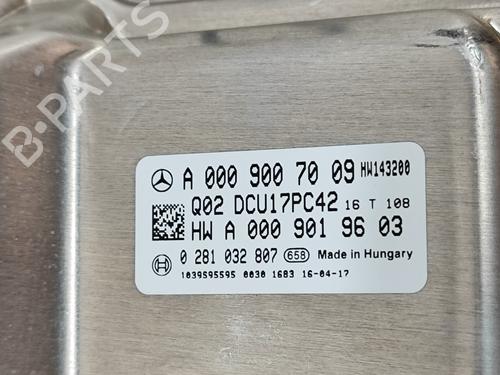 B-PARTS
A 000 900 70 09 HW143200
Q02 DCU17PC42 16 T 108
HW A 000 901 96 03
0 281 032 807 658 Made in Hungary
1039S95595 0030 1683 16-04-17